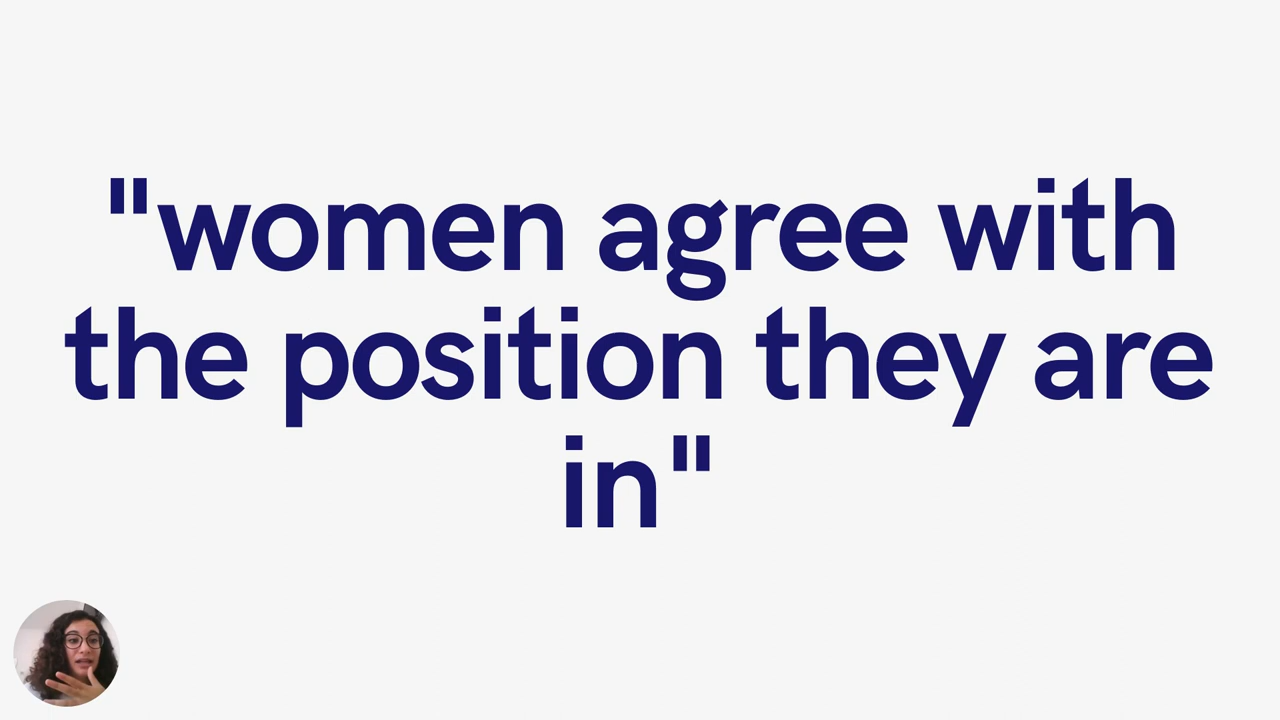 "women agree with
the position they are
in"